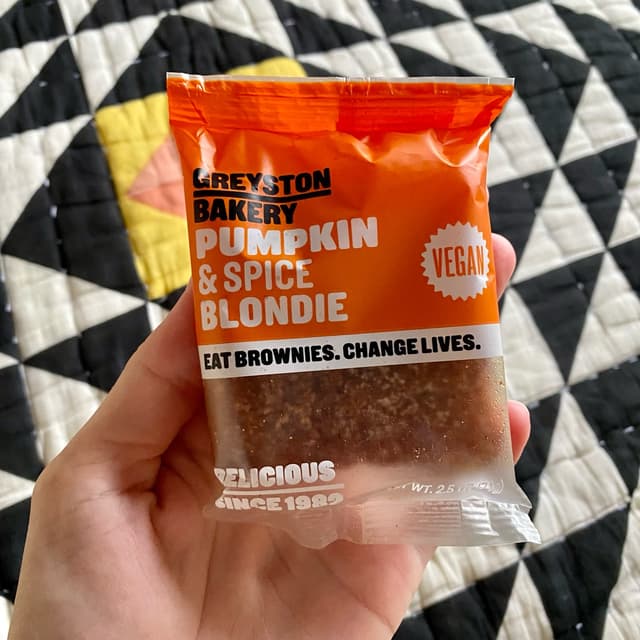 GREYSTON
BAKERY
PUMPKIN
& SPICE
BLONDIE
VEGAN
EAT BROWNIES. CHANGE LIVES.
DELICIOUS
SINCE 1982
WT. 2.5